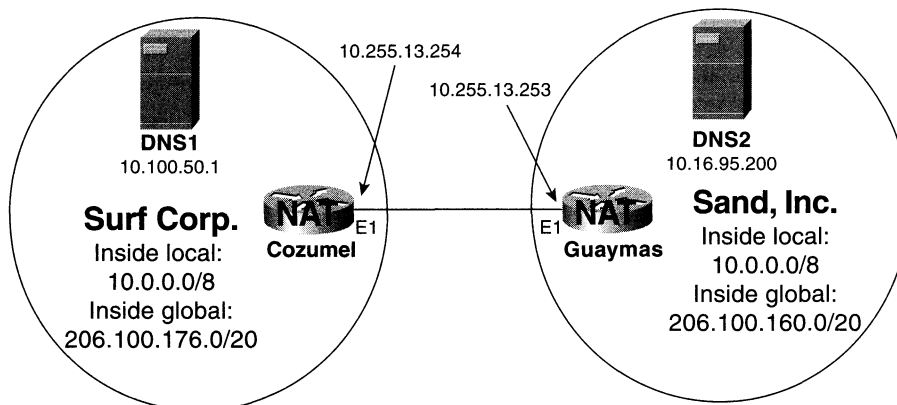 10.255.13.254
10.255.13.253
DNS1
10.100.50.1
DNS2
10.16.95.200
NAT
E1
Cozumel
NAT
E1
Guaymas
Surf Corp.
Inside local:
10.0.0.0/8
Inside global:
206.100.176.0/20
Sand, Inc.
Inside local:
10.0.0.0/8
Inside global:
206.100.160.0/20